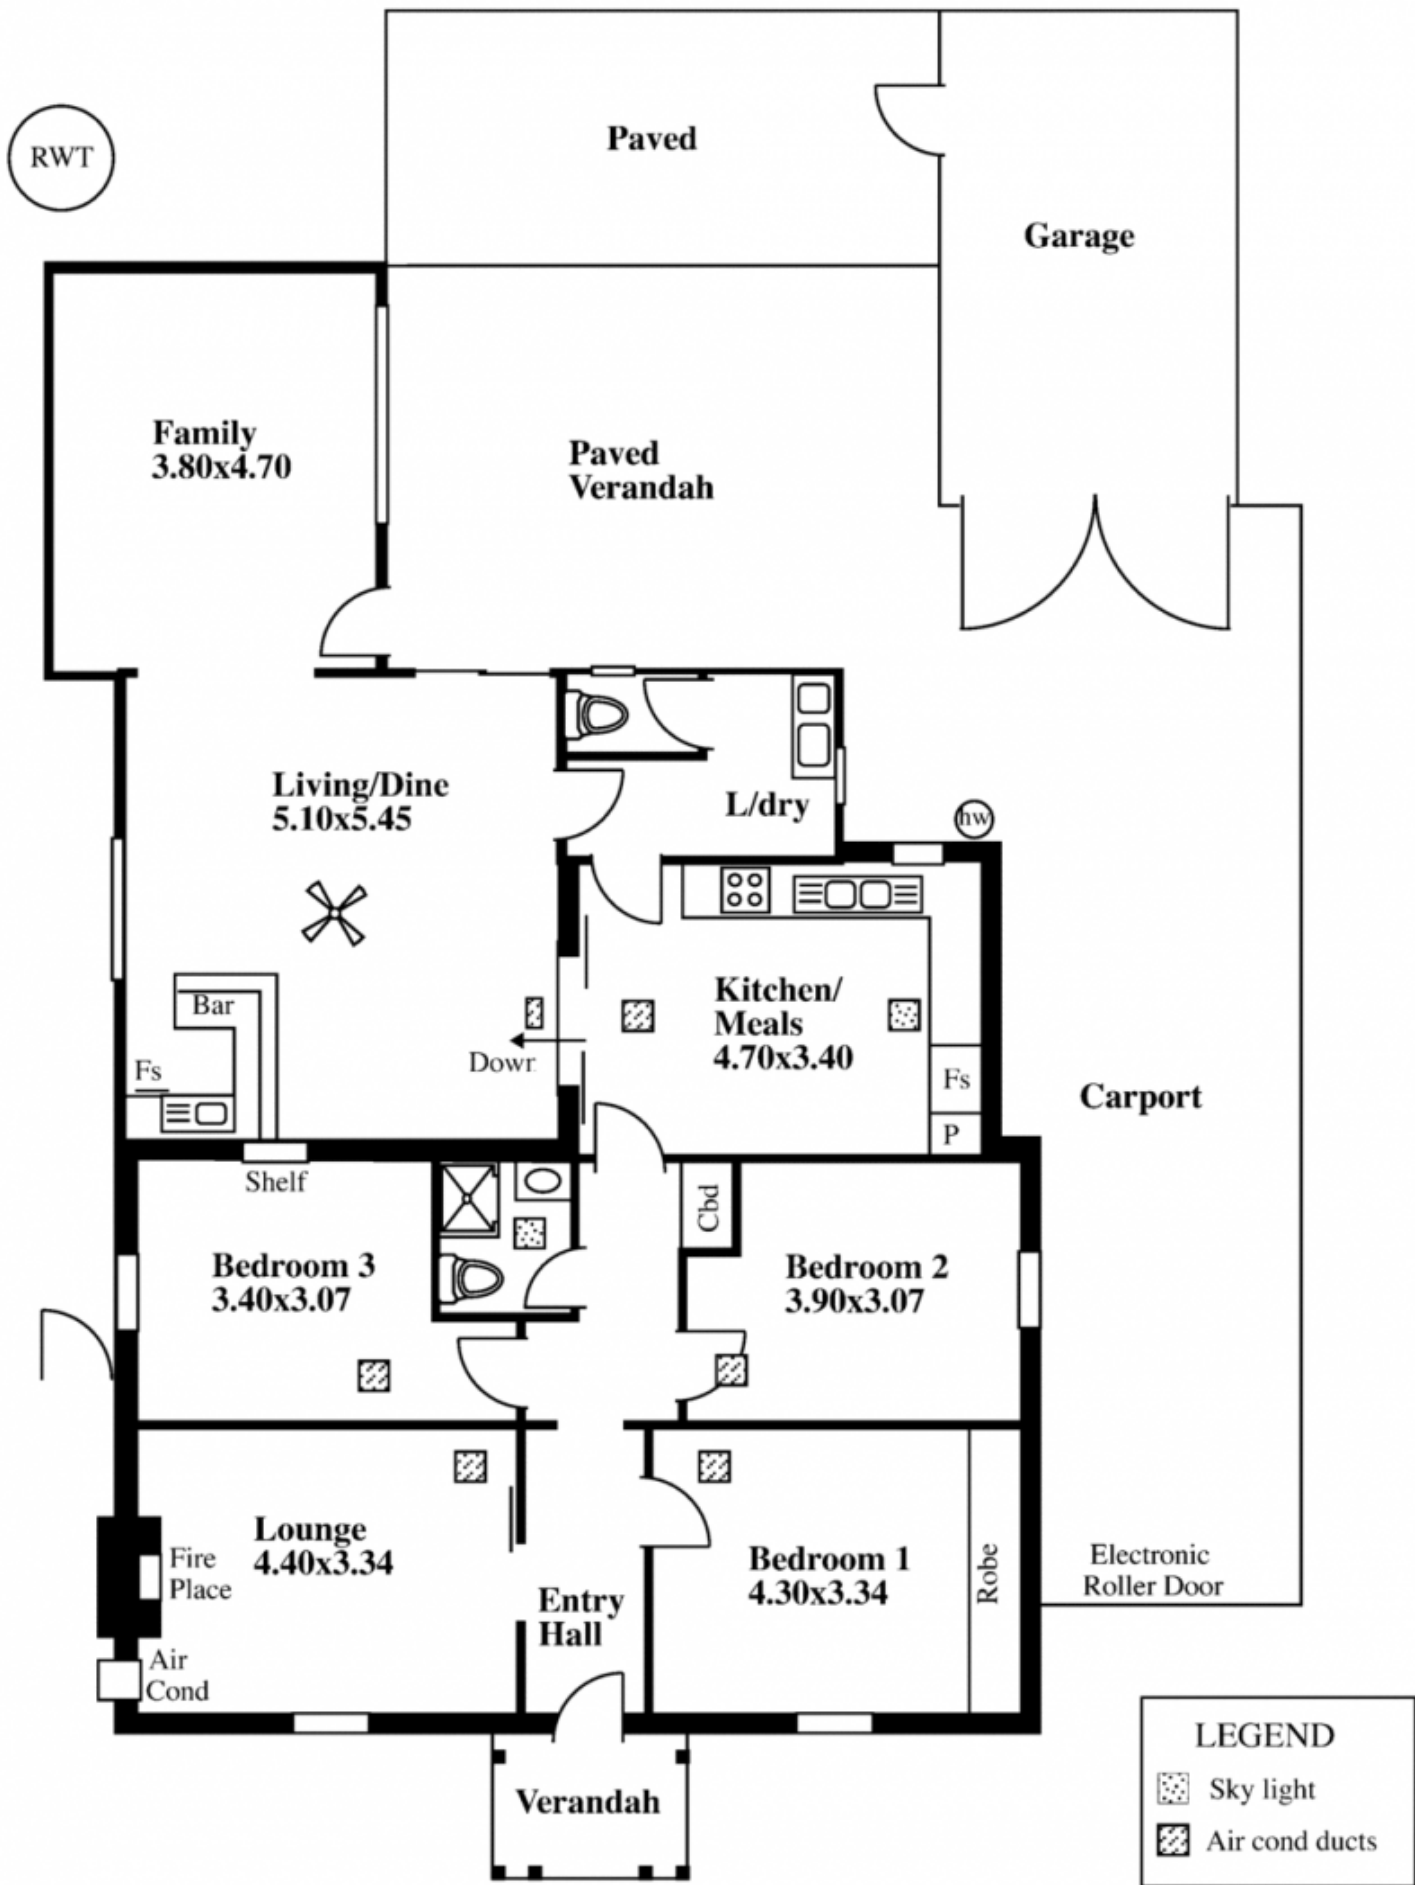 RWT
Paved
Garage
Family
3.80x4.70
Paved
Verandah
Living/Dine
5.10x5.45
L/dry
hw
Bar
Fs
Dowr
Kitchen/
Meals
4.70x3.40
Fs
P
Carport
Shelf
Cbd
Bedroom 3
3.40x3.07
Bedroom 2
3.90x3.07
Lounge
4.40x3.34
Fire
Place
Air
Cond
Entry
Hall
Bedroom 1
4.30x3.34
Robe
Electronic
Roller Door
Verandah
LEGEND
Sky light
Air cond ducts